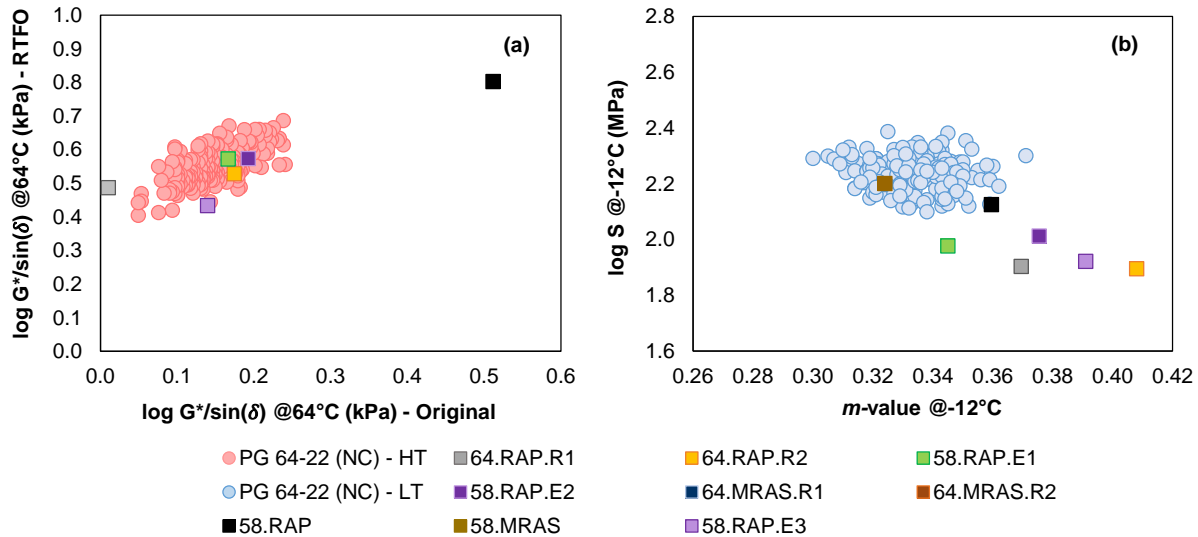 (a)
log G*/sin(δ) @64°C (kPa) - RTFO
1.0
0.9
0.8
0.7
0.6
0.5
0.4
0.3
0.2
0.1
0.0
0.0 0.1 0.2 0.3 0.4 0.5 0.6
log G*/sin(δ) @64°C (kPa) - Original
(b)
log S @-12°C (MPa)
2.8
2.6
2.4
2.2
2.0
1.8
1.6
0.26 0.28 0.30 0.32 0.34 0.36 0.38 0.40 0.42
m-value @-12°C
PG 64-22 (NC) - HT 64.RAP.R1 64.RAP.R2 58.RAP.E1
PG 64-22 (NC) - LT 58.RAP.E2 64.MRAS.R1 64.MRAS.R2
58.RAP 58.MRAS 58.RAP.E3